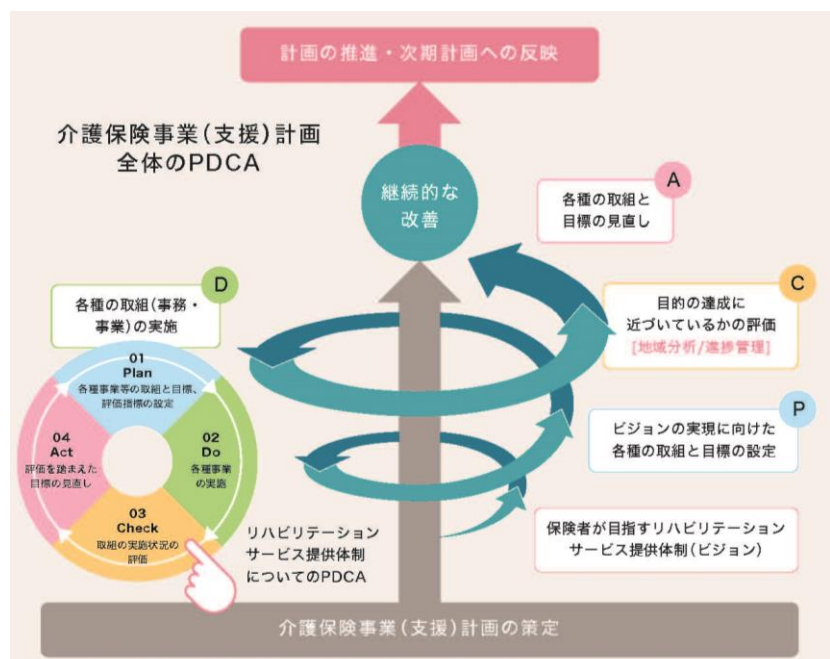 計画の推進・次期計画への反映
介護保険事業(支援)計画
全体のPDCA
継続的な
改善
A
各種の取組と
目標の見直し
D
各種の取組(事務・
事業)の実施
C
目的の達成に
近づいているかの評価
[地域分析/進捗管理]
01
Plan
各種事業等の取組と目標、
評価指標の設定
02
Do
各種事業
の実施
03
Check
取組の実施状況の
評価
04
Act
評価を踏まえた
目標の見直し
P
ビジョンの実現に向けた
各種の取組と目標の設定
リハビリテーション
サービス提供体制
についてのPDCA
保険者が目指すリハビリテーション
サービス提供体制(ビジョン)
介護保険事業(支援)計画の策定